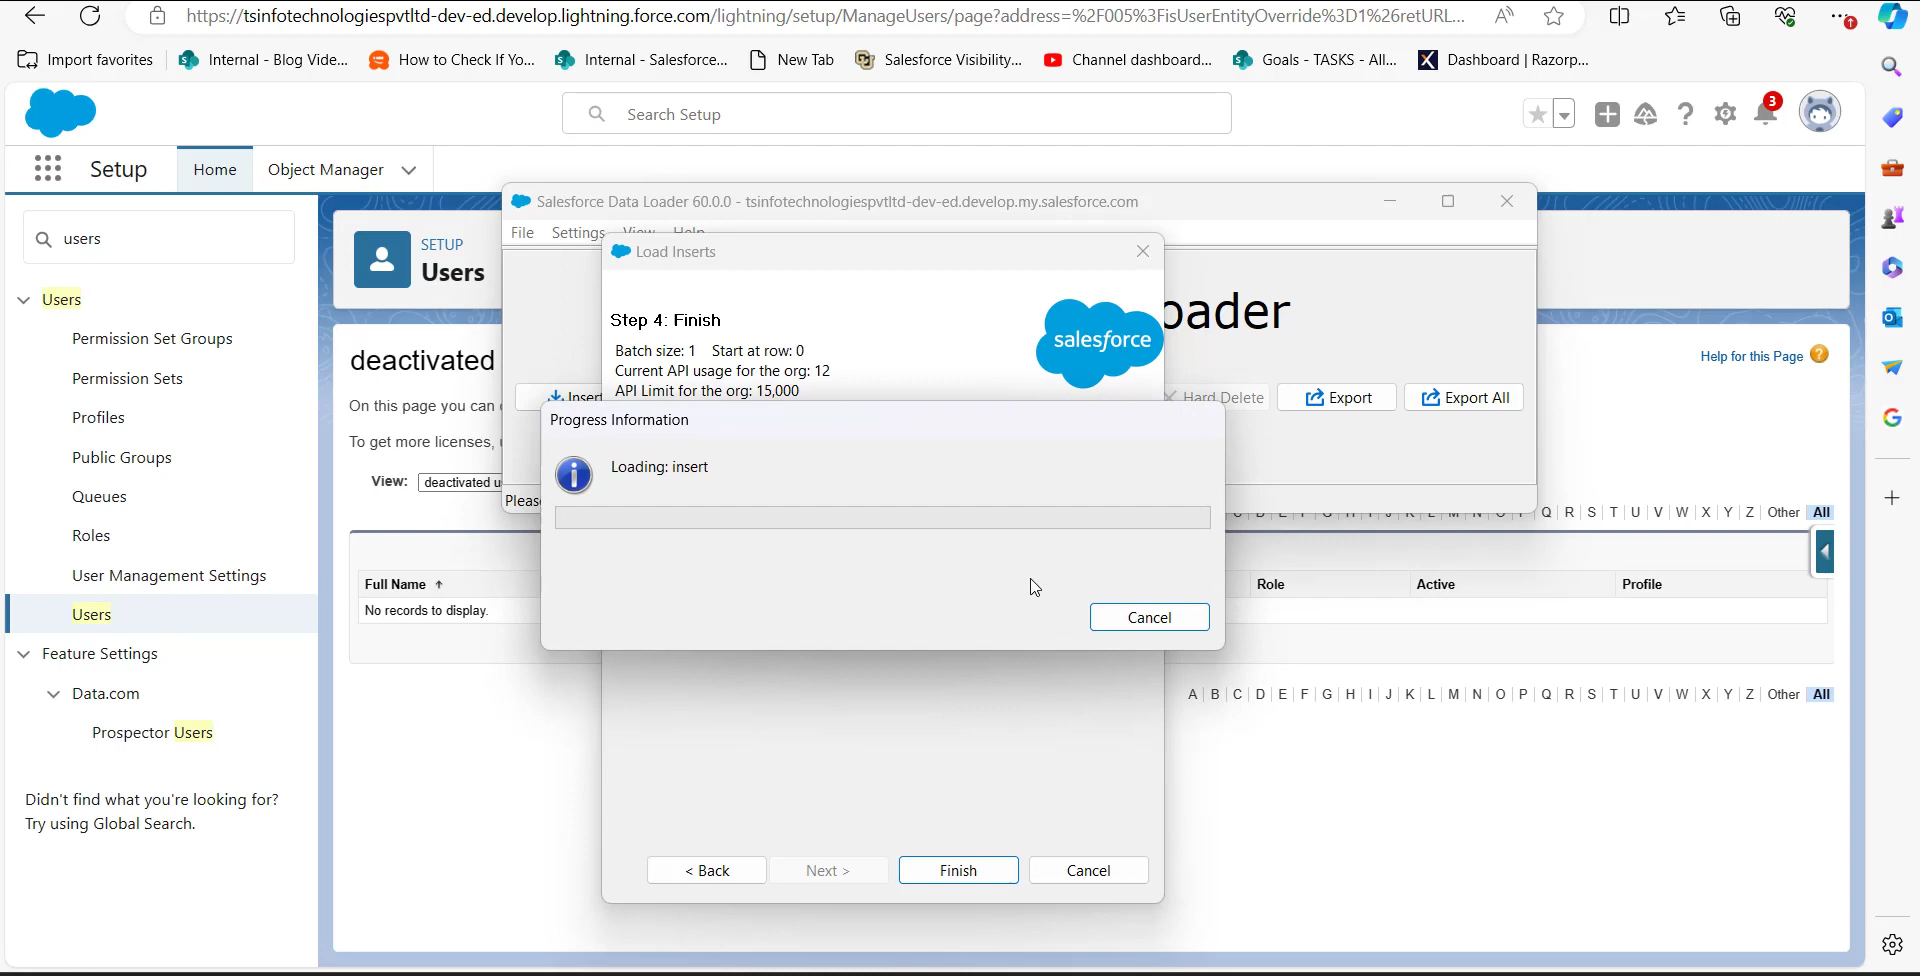 https://tsinfotechnologiespvtltd-dev-ed.develop.lightning.force.com/lightning/setup/ManageUsers/page?address=%2F005%3FisUserEntityOverride%3D1%26retURL...
Import favorites
Internal - Blog Vide...
How to Check If Yo...
Internal - Salesforce...
New Tab
Salesforce Visibility...
Channel dashboard...
Goals - TASKS - All...
Dashboard | Razorp...
Search Setup
3
Setup
Home
Object Manager
users
Users
Permission Set Groups
Permission Sets
Profiles
Public Groups
Queues
Roles
User Management Settings
Users
Feature Settings
Data.com
Prospector Users
Didn't find what you're looking for?
Try using Global Search.
SETUP
Users
deactivated
On this page you can
To get more licenses,
View: deactivated u
Help for this Page
Full Name
No records to display.
Role
Active
Profile
Q R S T U V W X Y Z Other All
A B C D E F G H I J K L M N O P Q R S T U V W X Y Z Other All
Salesforce Data Loader 60.0.0 - tsinfotechnologiespvtltd-dev-ed.develop.my.salesforce.com
File Settings View Help
oader
Insert
Hard Delete
Export
Export All
Pleas
Load Inserts
Step 4: Finish
salesforce
Batch size: 1 Start at row: 0
Current API usage for the org: 12
API Limit for the org: 15,000
Progress Information
Loading: insert
Cancel
< Back
Next >
Finish
Cancel